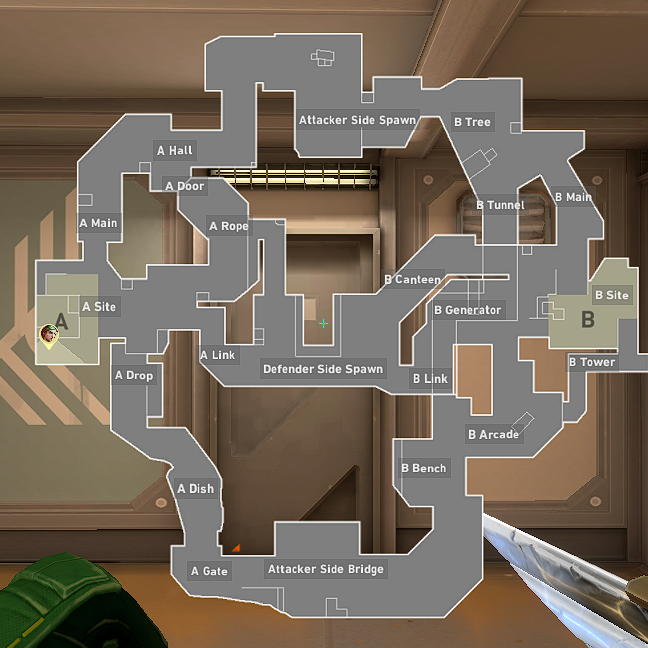 Attacker Side Spawn
B Tree
A Hall
A Door
B Main
B Tunnel
A Main
A Rope
B Canteen
B Site
A Site
B Generator
A
B
A Link
B Tower
Defender Side Spawn
A Drop
B Link
B Arcade
B Bench
A Dish
A Gate
Attacker Side Bridge